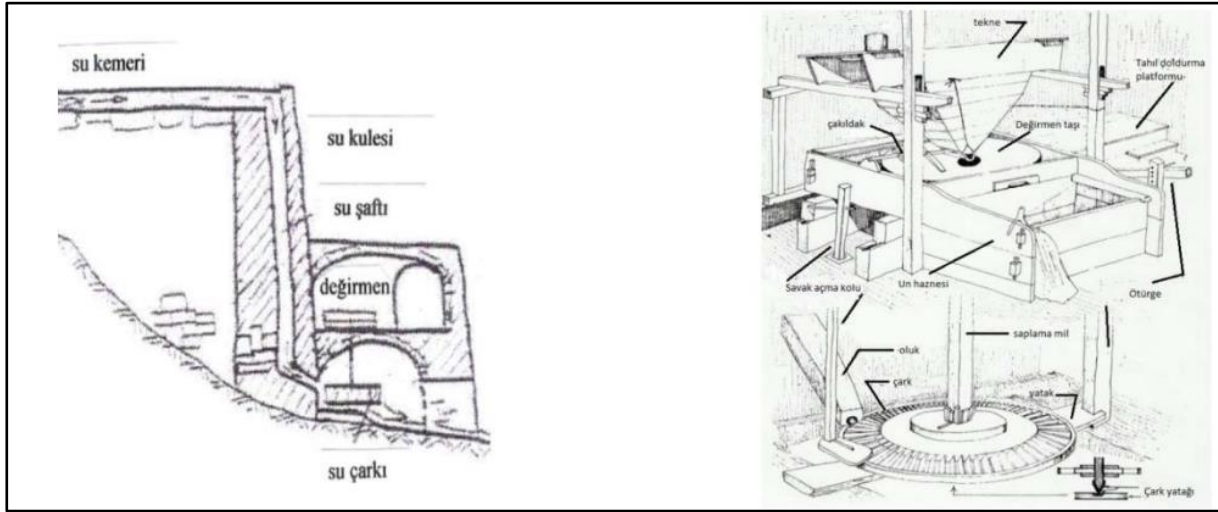 su kemeri
su kulesi
su şaftı
değirmen
su çarkı
tekne
Tahıl doldurma
platformu-
çakıldak
Değirmen taşı
Savak açma kolu
Un haznesi
Ötürge
saplama mil
oluk
çark
yatak
Çark yatağı